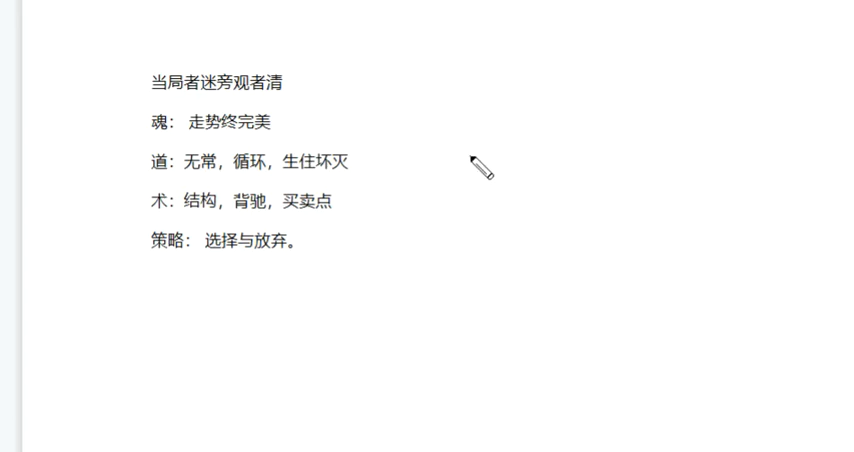 当局者迷旁观者清
魂： 走势终完美
道：无常，循环，生住坏灭
术：结构，背驰，买卖点
策略： 选择与放弃。